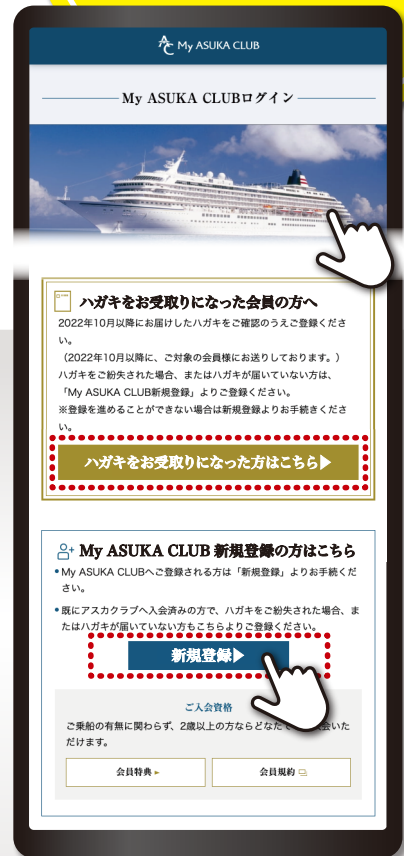 My ASUKA CLUB
My ASUKA CLUBログイン
ハガキをお受取りになった会員の方へ
2022年10月以降にお届けしたハガキをご確認のうえご登録くださ
い。
（2022年10月以降に、ご対象の会員様にお送りしております。）
ハガキをご紛失された場合、またはハガキが届いていない方は、
「My ASUKA CLUB新規登録」よりご登録ください。
※登録を進めることができない場合は新規登録よりお手続きくださ
い。
ハガキをお受取りになった方はこちら▶
My ASUKA CLUB 新規登録の方はこちら
• My ASUKA CLUBへご登録される方は「新規登録」よりお手続くだ
さい。
• 既にアスカクラブへ入会済みの方で、ハガキをご紛失された場合、ま
たはハガキが届いていない方もこちらよりご登録ください。
新規登録▶
ご入会資格
ご乗船の有無に関わらず、2歳以上の方ならどなたで 会いた
だけます。
会員特典 ►
会員規約